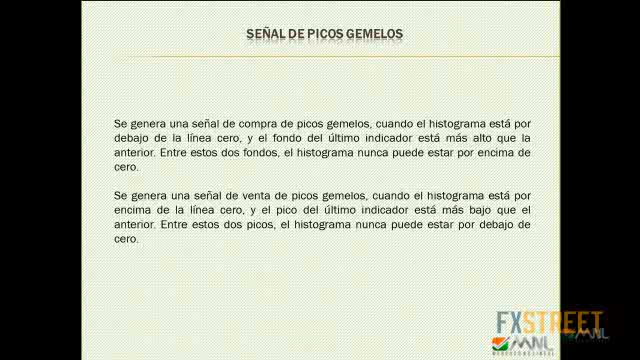 SEÑAL DE PICOS GEMELOS
Se genera una señal de compra de picos gemelos, cuando el histograma está por
debajo de la línea cero, y el fondo del último indicador está más alto que la
anterior. Entre estos dos fondos, el histograma nunca puede estar por encima de
cero.
Se genera una señal de venta de picos gemelos, cuando el histograma está por
encima de la línea cero, y el pico del último indicador está más bajo que el
anterior. Entre estos dos picos, el histograma nunca puede estar por debajo de
cero.
FXSTREET